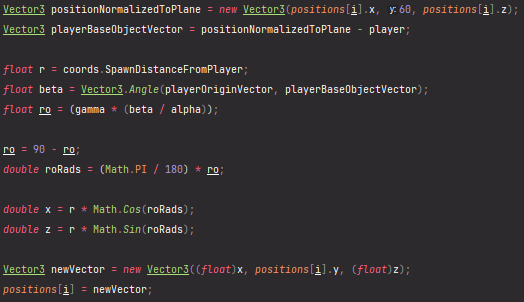 Vector3 positionNormalizedToPlane = new Vector3(positions[i].x, y:60, positions[i].z);
Vector3 playerBaseObjectVector = positionNormalizedToPlane - player;
float r = coords.SpawnDistanceFromPlayer;
float beta = Vector3.Angle(playerOriginVector, playerBaseObjectVector);
float ro = (gamma * (beta / alpha));
ro = 90 - ro;
double roRads = (Math.PI / 180) * ro;
double x = r * Math.Cos(roRads);
double z = r * Math.Sin(roRads);
Vector3 newVector = new Vector3((float)x, positions[i].y, (float)z);
positions[i] = newVector;